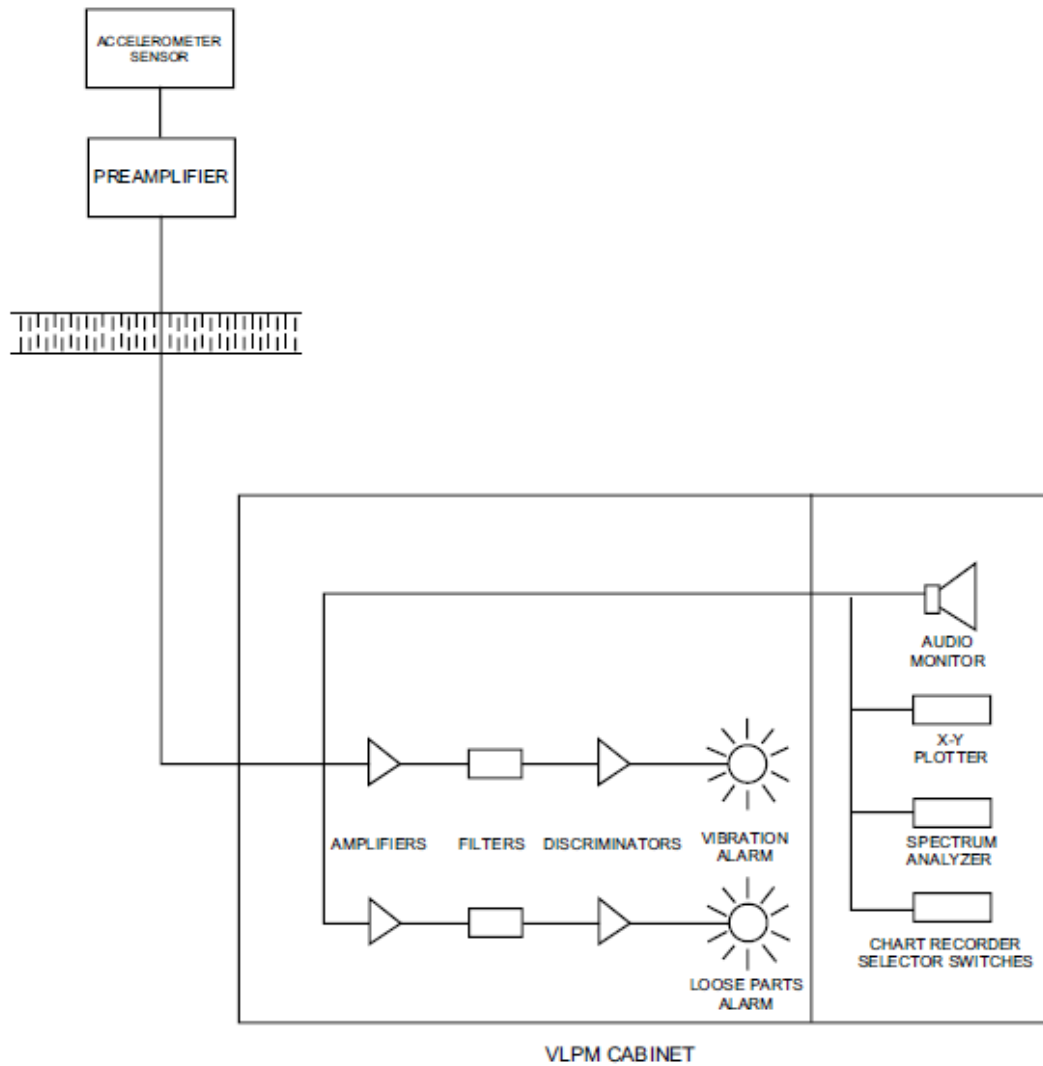 ACCELEROMETER
SENSOR
PREAMPLIFIER
AUDIO
MONITOR
X-Y
PLOTTER
AMPLIFIERS
FILTERS
DISCRIMINATORS
VIBRATION
ALARM
SPECTRUM
ANALYZER
LOOSE PARTS
ALARM
CHART RECORDER
SELECTOR SWITCHES
VLPM CABINET